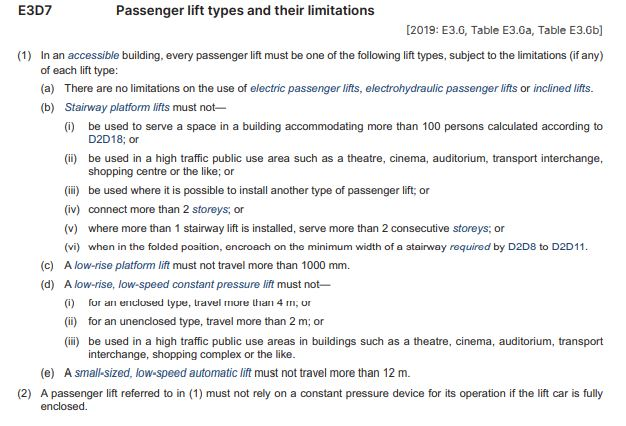 E3D7 Passenger lift types and their limitations
[2019: E3.6, Table E3.6a, Table E3.6b]
(1) In an accessible building, every passenger lift must be one of the following lift types, subject to the limitations (if any)
of each lift type:
(a) There are no limitations on the use of electric passenger lifts, electrohydraulic passenger lifts or inclined lifts.
(b) Stairway platform lifts must not—
(i) be used to serve a space in a building accommodating more than 100 persons calculated according to
D2D18; or
(ii) be used in a high traffic public use area such as a theatre, cinema, auditorium, transport interchange,
shopping centre or the like; or
(iii) be used where it is possible to install another type of passenger lift; or
(iv) connect more than 2 storeys; or
(v) where more than 1 stairway lift is installed, serve more than 2 consecutive storeys; or
(vi) when in the folded position, encroach on the minimum width of a stairway required by D2D8 to D2D11.
(c) A low-rise platform lift must not travel more than 1000 mm.
(d) A low-rise, low-speed constant pressure lift must not—
(i) for an enclosed type, travel more than 4 m; or
(ii) for an unenclosed type, travel more than 2 m; or
(iii) be used in a high traffic public use areas in buildings such as a theatre, cinema, auditorium, transport
interchange, shopping complex or the like.
(e) A small-sized, low-speed automatic lift must not travel more than 12 m.
(2) A passenger lift referred to in (1) must not rely on a constant pressure device for its operation if the lift car is fully
enclosed.